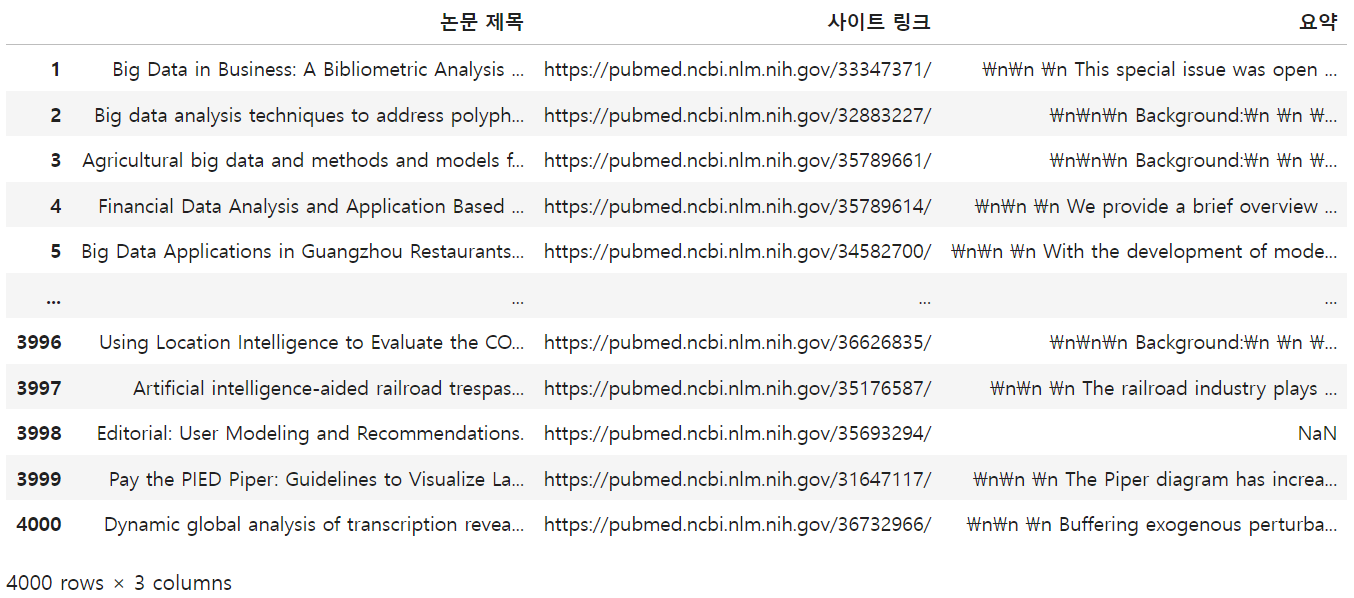 논문 제목 사이트 링크 요약
1 Big Data in Business: A Bibliometric Analysis ... https://pubmed.ncbi.nlm.nih.gov/33347371/ ₩n₩n ₩n This special issue was open ...
2 Big data analysis techniques to address polyph... https://pubmed.ncbi.nlm.nih.gov/32883227/ ₩n₩n₩n Background:₩n ₩n ₩...
3 Agricultural big data and methods and models f... https://pubmed.ncbi.nlm.nih.gov/35789661/ ₩n₩n₩n Background:₩n ₩n ₩...
4 Financial Data Analysis and Application Based ... https://pubmed.ncbi.nlm.nih.gov/35789614/ ₩n₩n ₩n We provide a brief overview ...
5 Big Data Applications in Guangzhou Restaurants... https://pubmed.ncbi.nlm.nih.gov/34582700/ ₩n₩n ₩n With the development of mode...
... ... ... ...
3996 Using Location Intelligence to Evaluate the CO... https://pubmed.ncbi.nlm.nih.gov/36626835/ ₩n₩n₩n Background:₩n ₩n ₩...
3997 Artificial intelligence-aided railroad trespas... https://pubmed.ncbi.nlm.nih.gov/35176587/ ₩n₩n ₩n The railroad industry plays ...
3998 Editorial: User Modeling and Recommendations. https://pubmed.ncbi.nlm.nih.gov/35693294/ NaN
3999 Pay the PIED Piper: Guidelines to Visualize La... https://pubmed.ncbi.nlm.nih.gov/31647117/ ₩n₩n ₩n The Piper diagram has increa...
4000 Dynamic global analysis of transcription revea... https://pubmed.ncbi.nlm.nih.gov/36732966/ ₩n₩n ₩n Buffering exogenous perturba...
4000 rows × 3 columns